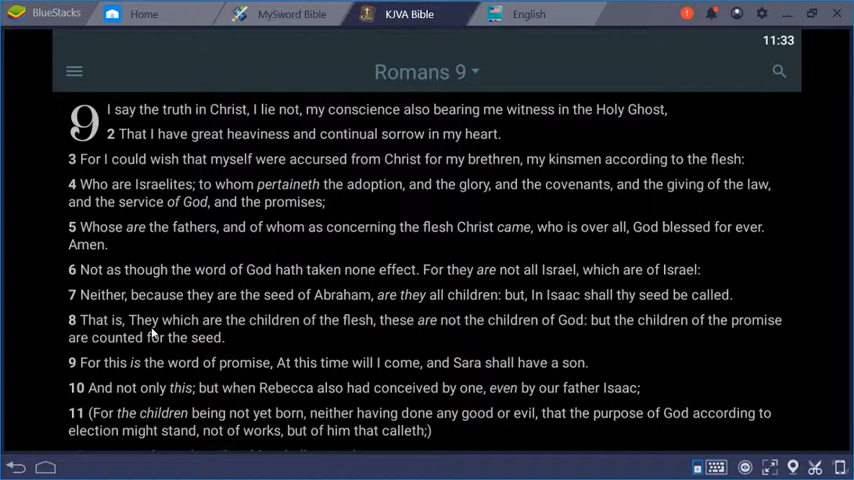 BlueStacks Home MySword Bible KJVA Bible English
11:33
Romans 9
9 I say the truth in Christ, I lie not, my conscience also bearing me witness in the Holy Ghost,
2 That I have great heaviness and continual sorrow in my heart.
3 For I could wish that myself were accursed from Christ for my brethren, my kinsmen according to the flesh:
4 Who are Israelites; to whom pertaineth the adoption, and the glory, and the covenants, and the giving of the law,
and the service of God, and the promises;
5 Whose are the fathers, and of whom as concerning the flesh Christ came, who is over all, God blessed for ever.
Amen.
6 Not as though the word of God hath taken none effect. For they are not all Israel, which are of Israel:
7 Neither, because they are the seed of Abraham, are they all children: but, In Isaac shall thy seed be called.
8 That is, They which are the children of the flesh, these are not the children of God: but the children of the promise
are counted for the seed.
9 For this is the word of promise, At this time will I come, and Sara shall have a son.
10 And not only this; but when Rebecca also had conceived by one, even by our father Isaac;
11 (For the children being not yet born, neither having done any good or evil, that the purpose of God according to
election might stand, not of works, but of him that calleth;)